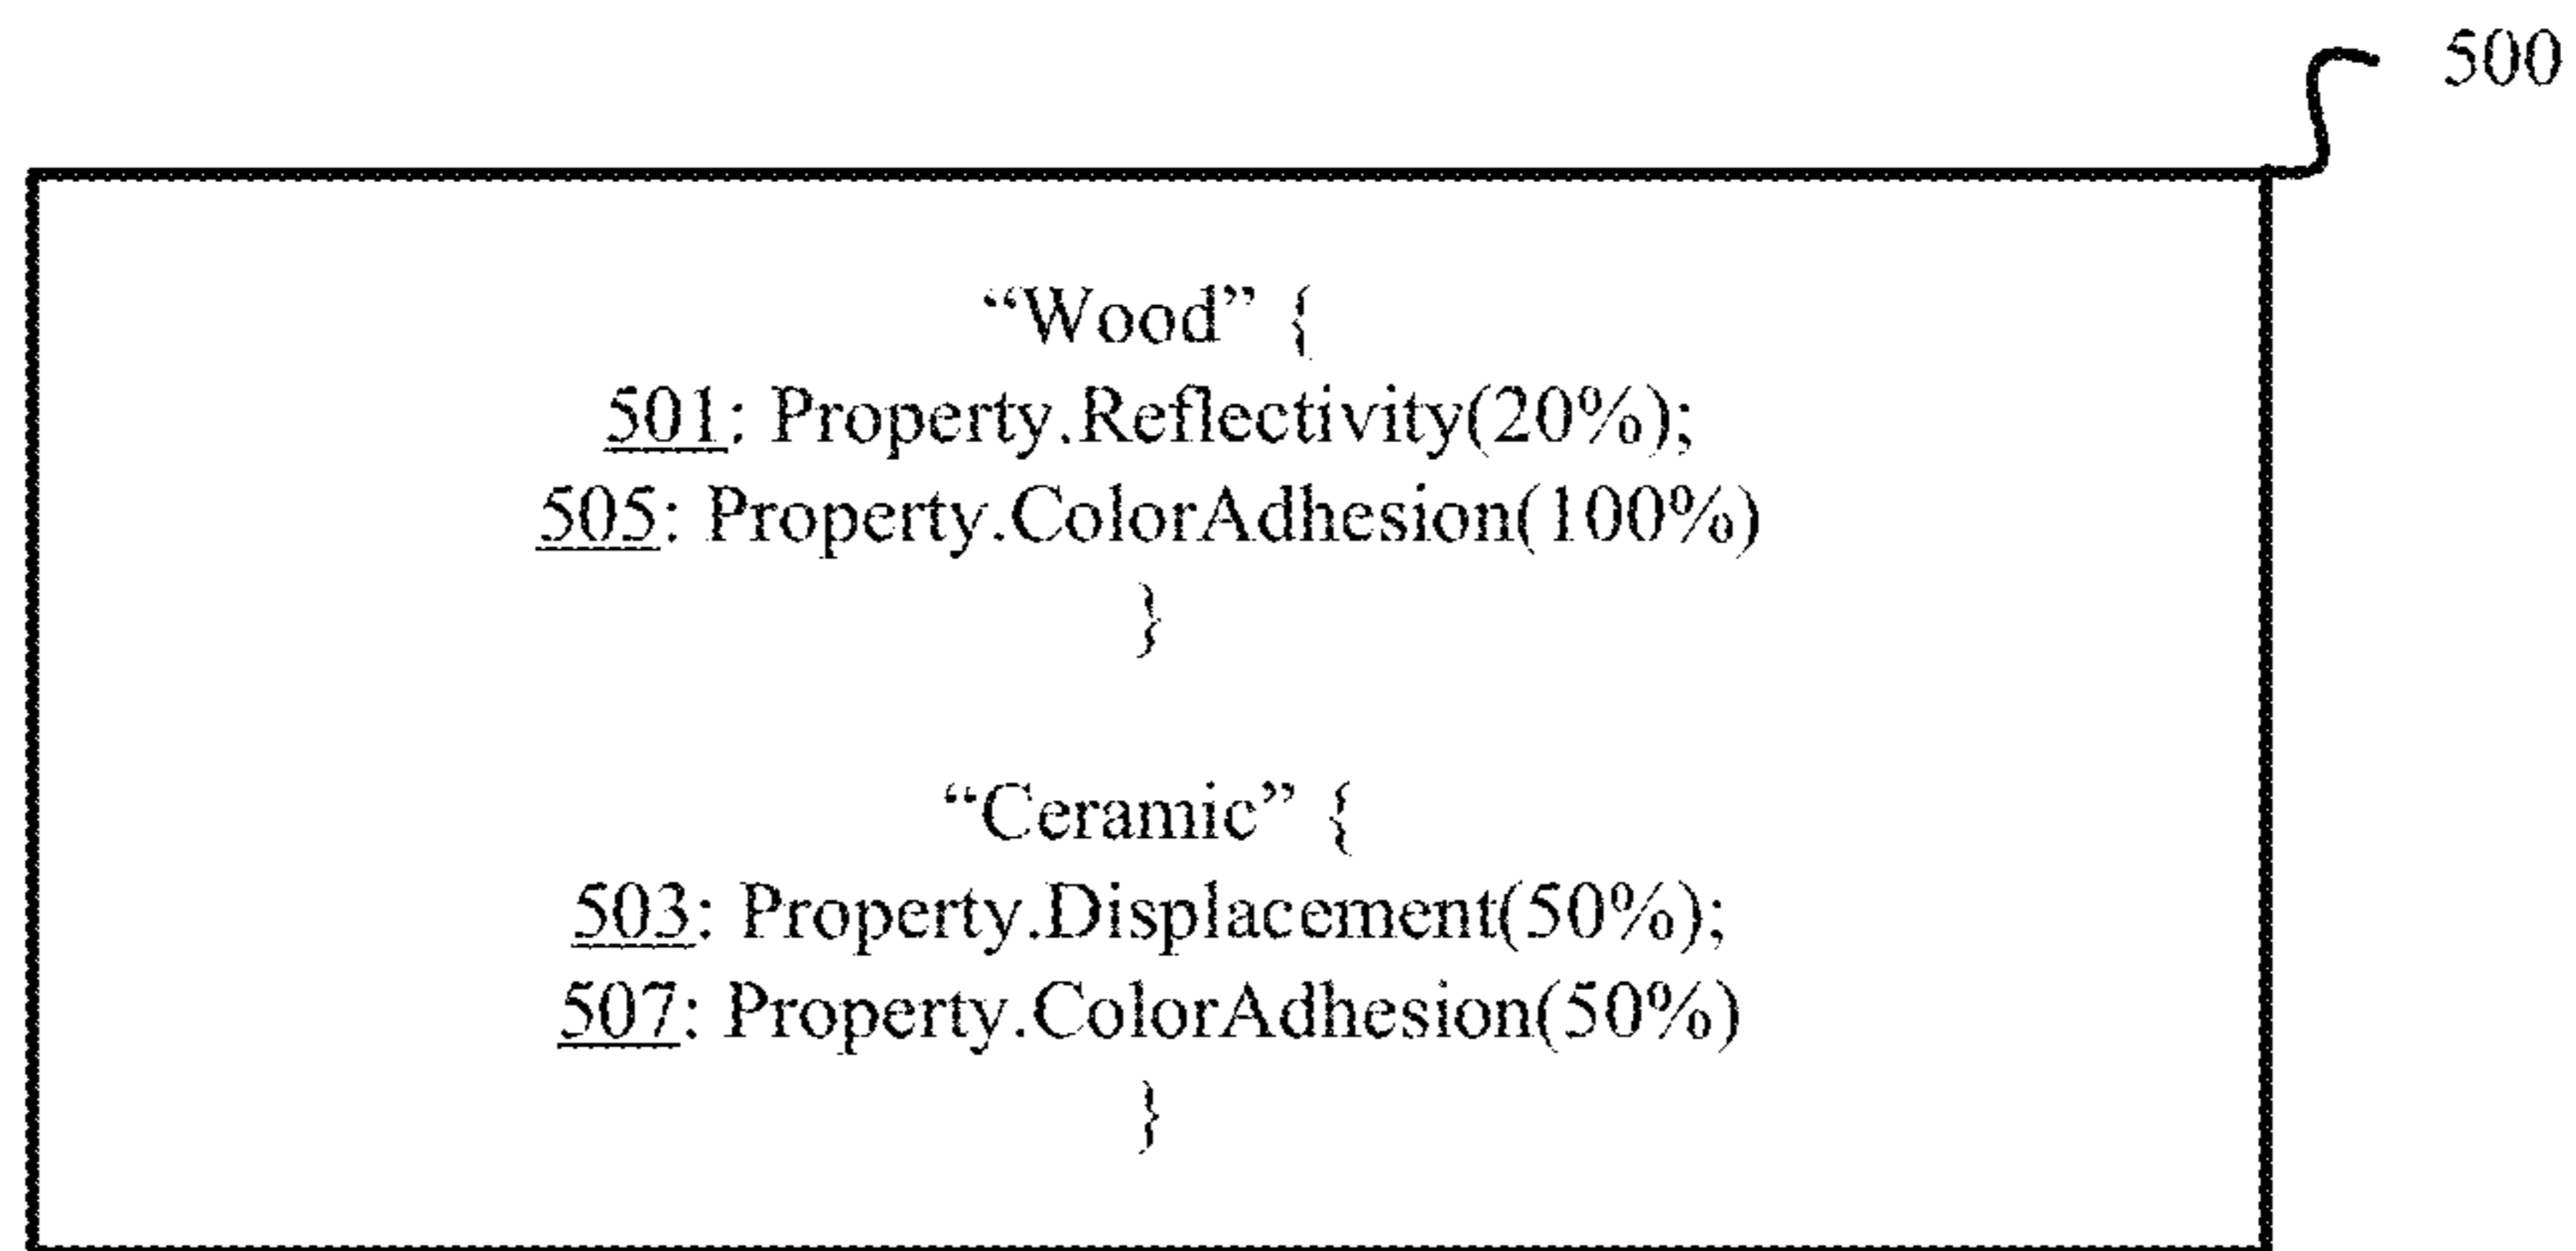 500
“Wood” {
501: Property.Reflectivity(20%);
505: Property.ColorAdhesion(100%)
}
“Ceramic” {
503: Property.Displacement(50%);
507: Property.ColorAdhesion(50%)
}